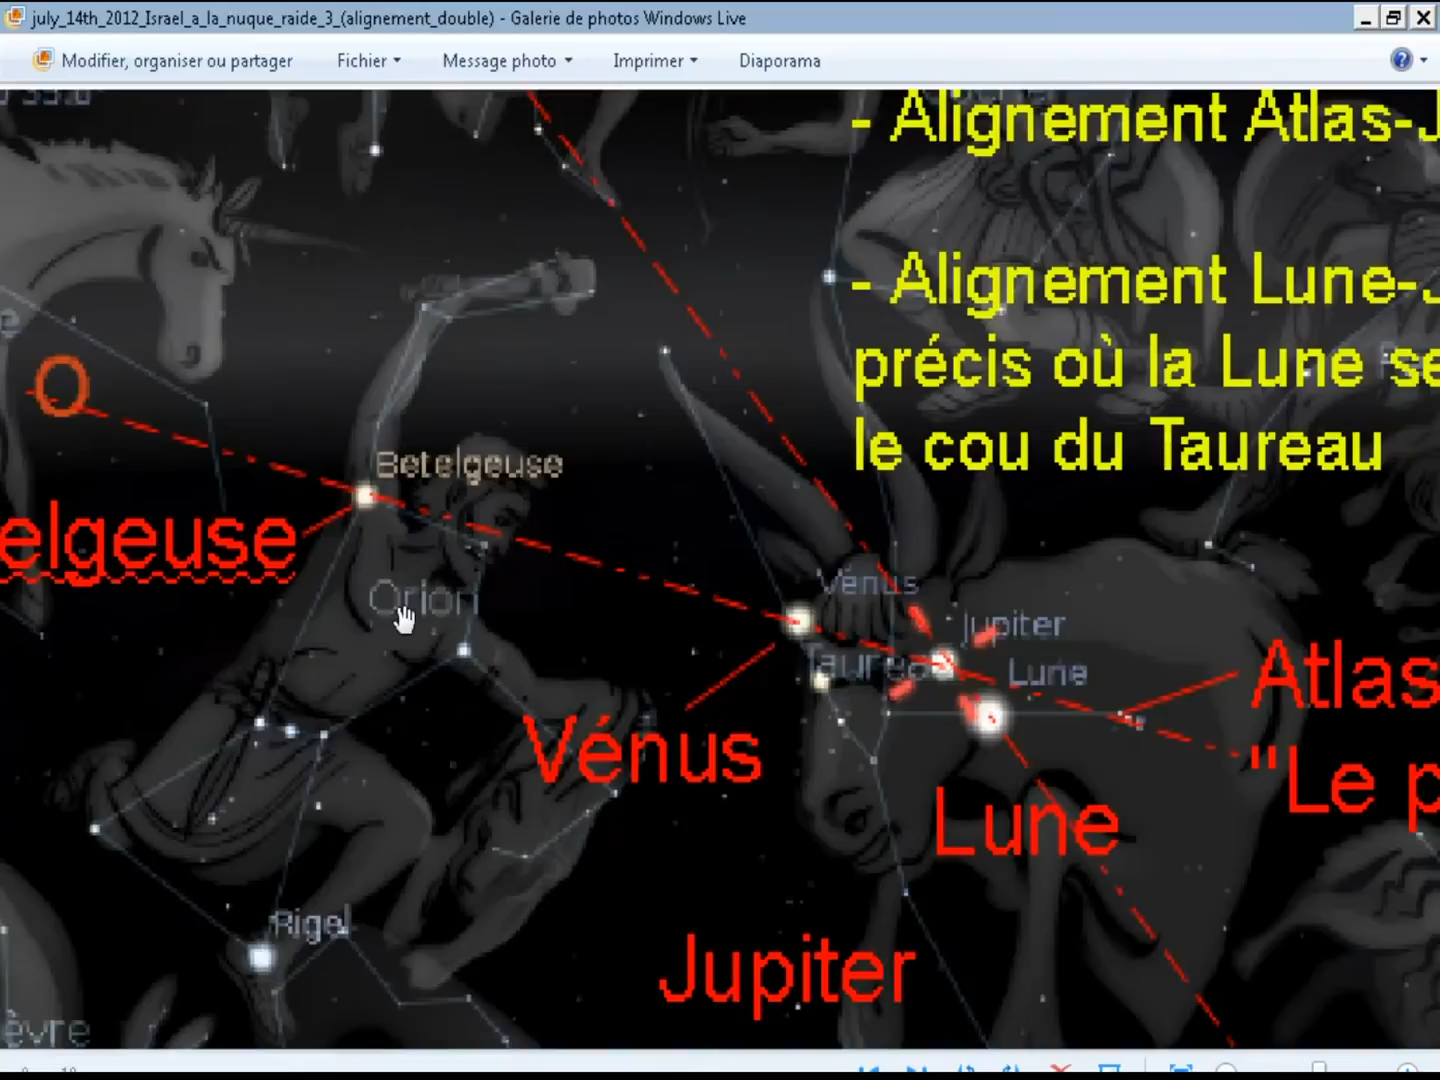 july_14th_2012_Israel_a_la_nuque_raide_3_(alignement_double) - Galerie de photos Windows Live
Modifier, organiser ou partager Fichier Message photo Imprimer Diaporama
- Alignement Atlas-J
- Alignement Lune-J
précis où la Lune se
le cou du Taureau
O
Betelgeuse
elgeuse
Orion
Vénus
Jupiter
Taureau
Lune
Atlas
Vénus
"Le p
Lune
Rigel
Jupiter
èvre